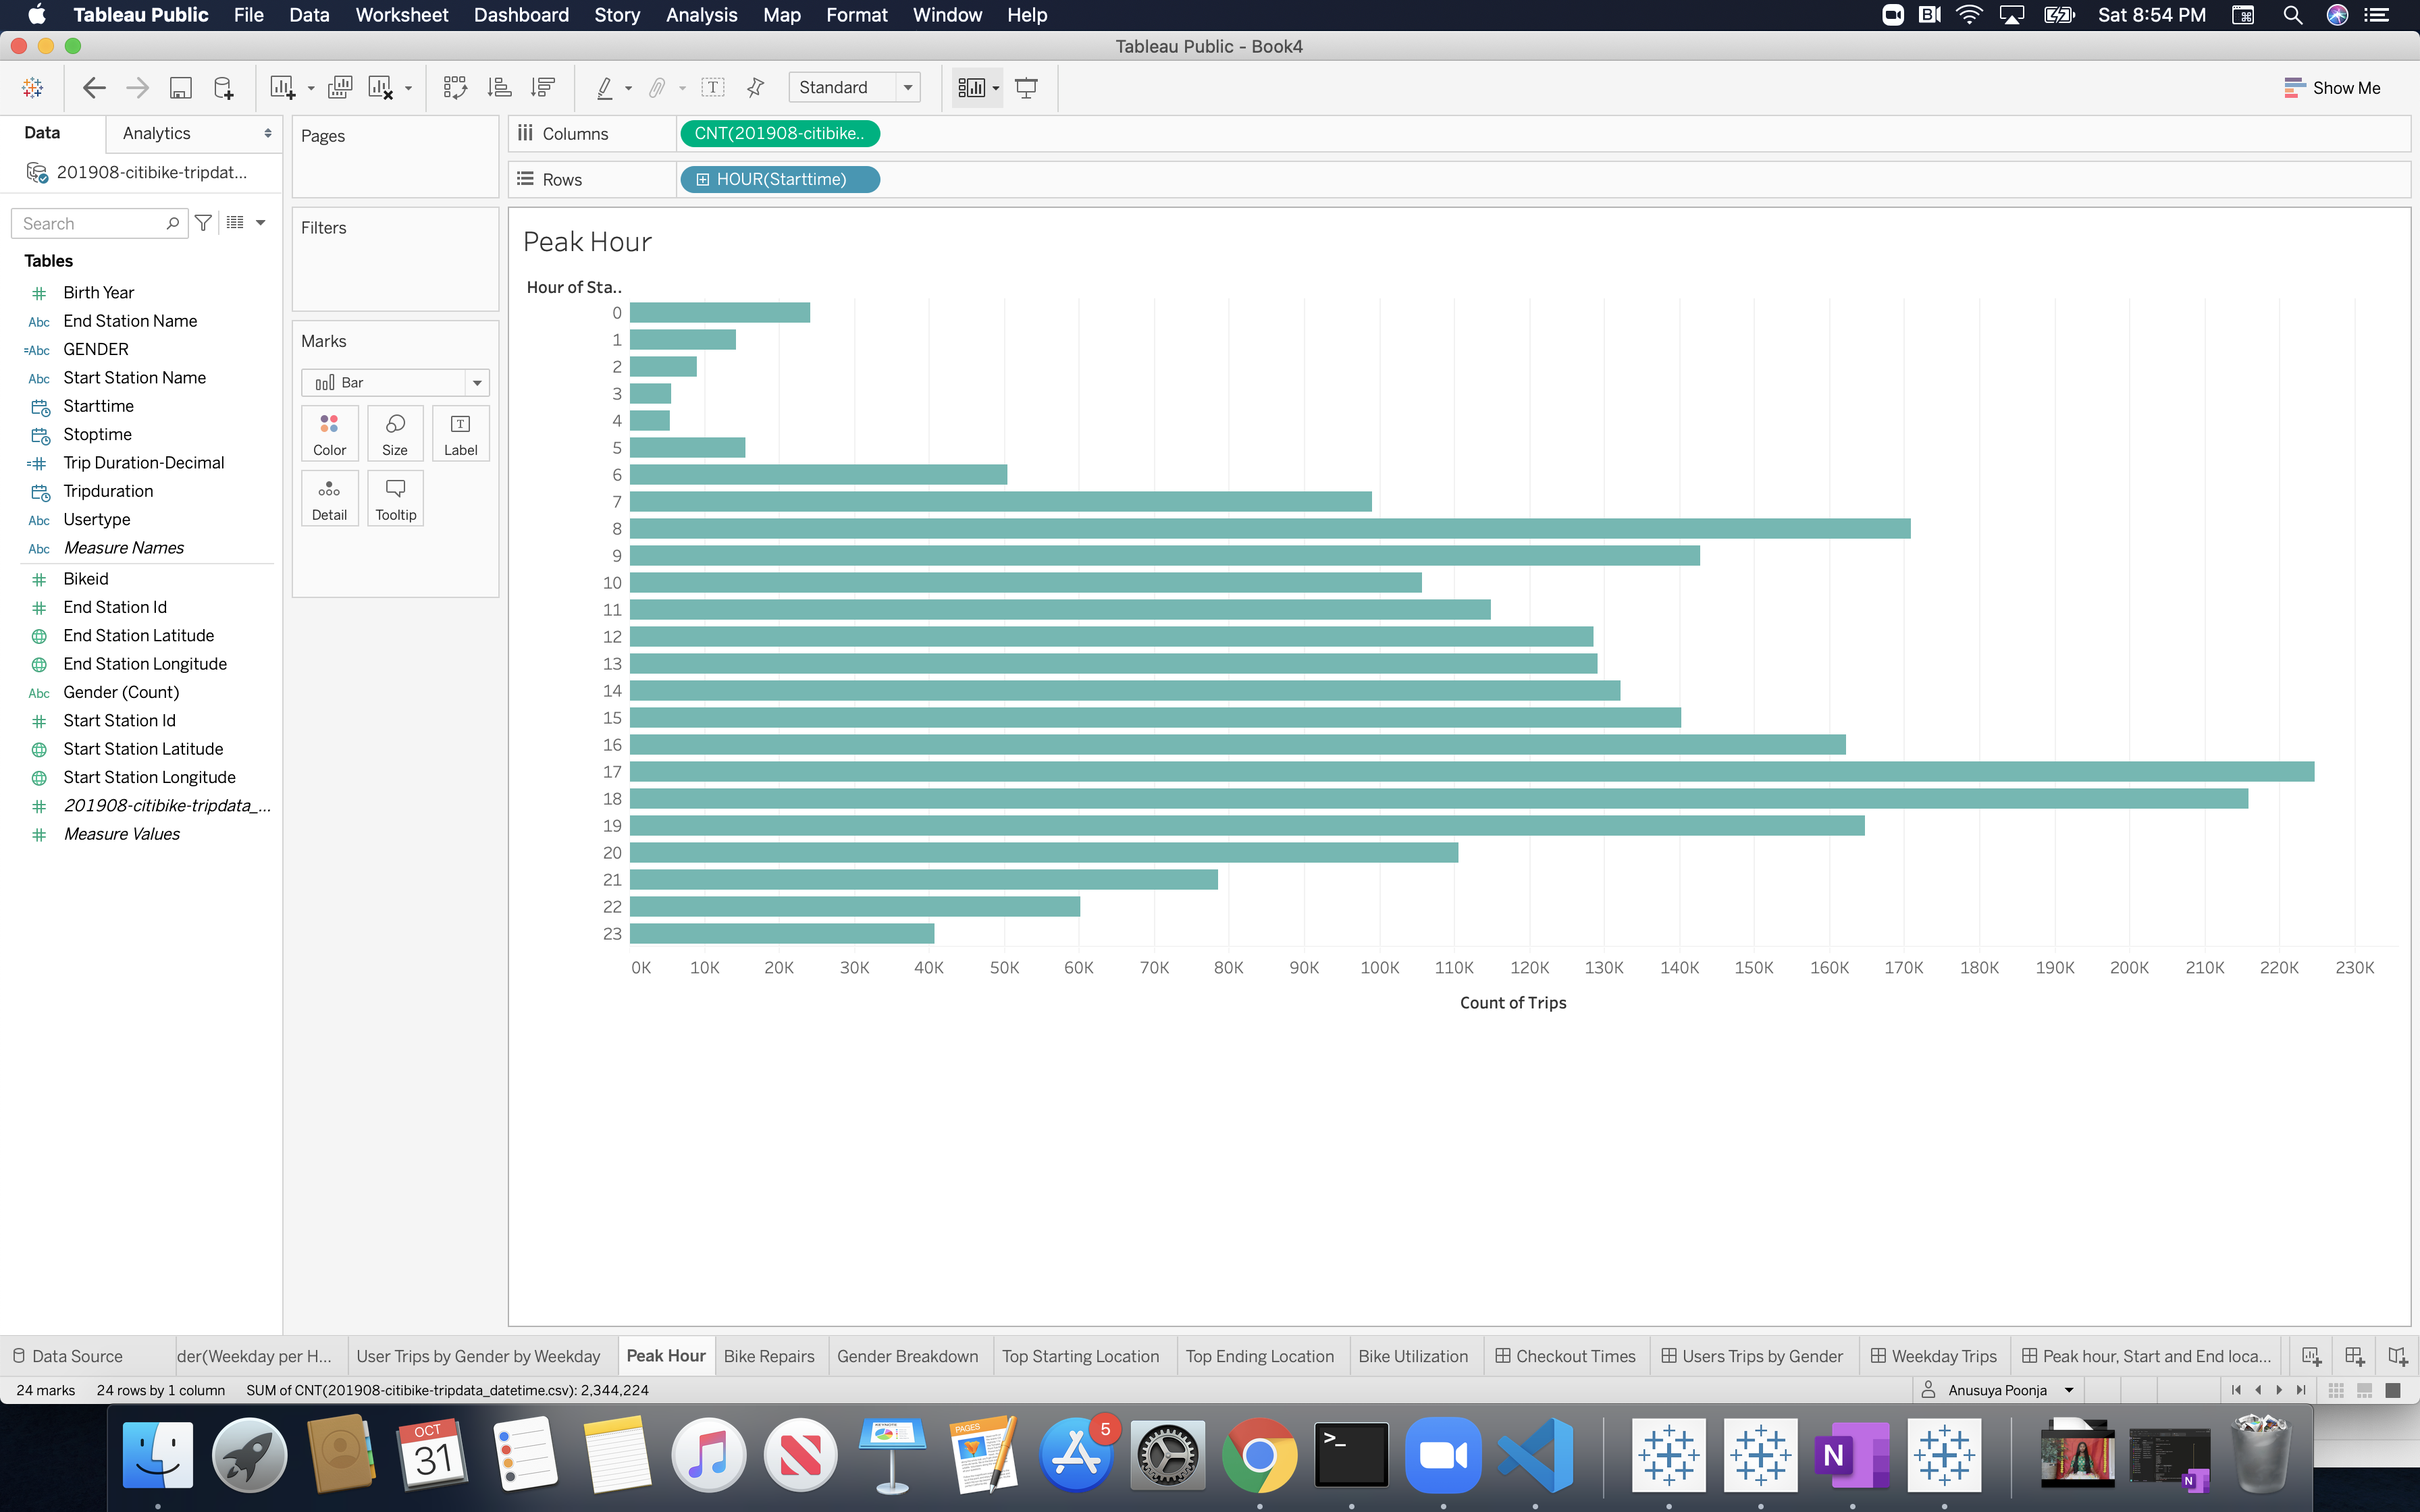 Tableau Public File Data Worksheet Dashboard Story Analysis Map Format Window Help Sat 8:54 PM
Tableau Public - Book4
Standard Show Me
Data Analytics
201908-citibike-tripdat...
Search
Tables
Birth Year
Abc End Station Name
=Abc GENDER
Abc Start Station Name
Starttime
Stoptime
=# Trip Duration-Decimal
Tripduration
Abc Usertype
Abc Measure Names
# Bikeid
# End Station Id
End Station Latitude
End Station Longitude
Abc Gender (Count)
# Start Station Id
Start Station Latitude
Start Station Longitude
# 201908-citibike-tripdata_...
# Measure Values
Pages
Filters
Marks
Bar
Color Size Label
Detail Tooltip
Columns CNT(201908-citibike..
Rows HOUR(Starttime)
Peak Hour
Hour of Sta..
0
1
2
3
4
5
6
7
8
9
10
11
12
13
14
15
16
17
18
19
20
21
22
23
0K 10K 20K 30K 40K 50K 60K 70K 80K 90K 100K 110K 120K 130K 140K 150K 160K 170K 180K 190K 200K 210K 220K 230K
Count of Trips
Data Source der(Weekday per H... User Trips by Gender by Weekday Peak Hour Bike Repairs Gender Breakdown Top Starting Location Top Ending Location Bike Utilization Checkout Times Users Trips by Gender Weekday Trips Peak hour, Start and End loca...
24 marks 24 rows by 1 column SUM of CNT(201908-citibike-tripdata_datetime.csv): 2,344,224 Anusuya Poonja
OCT
31
PAGES
5
>_
N
N